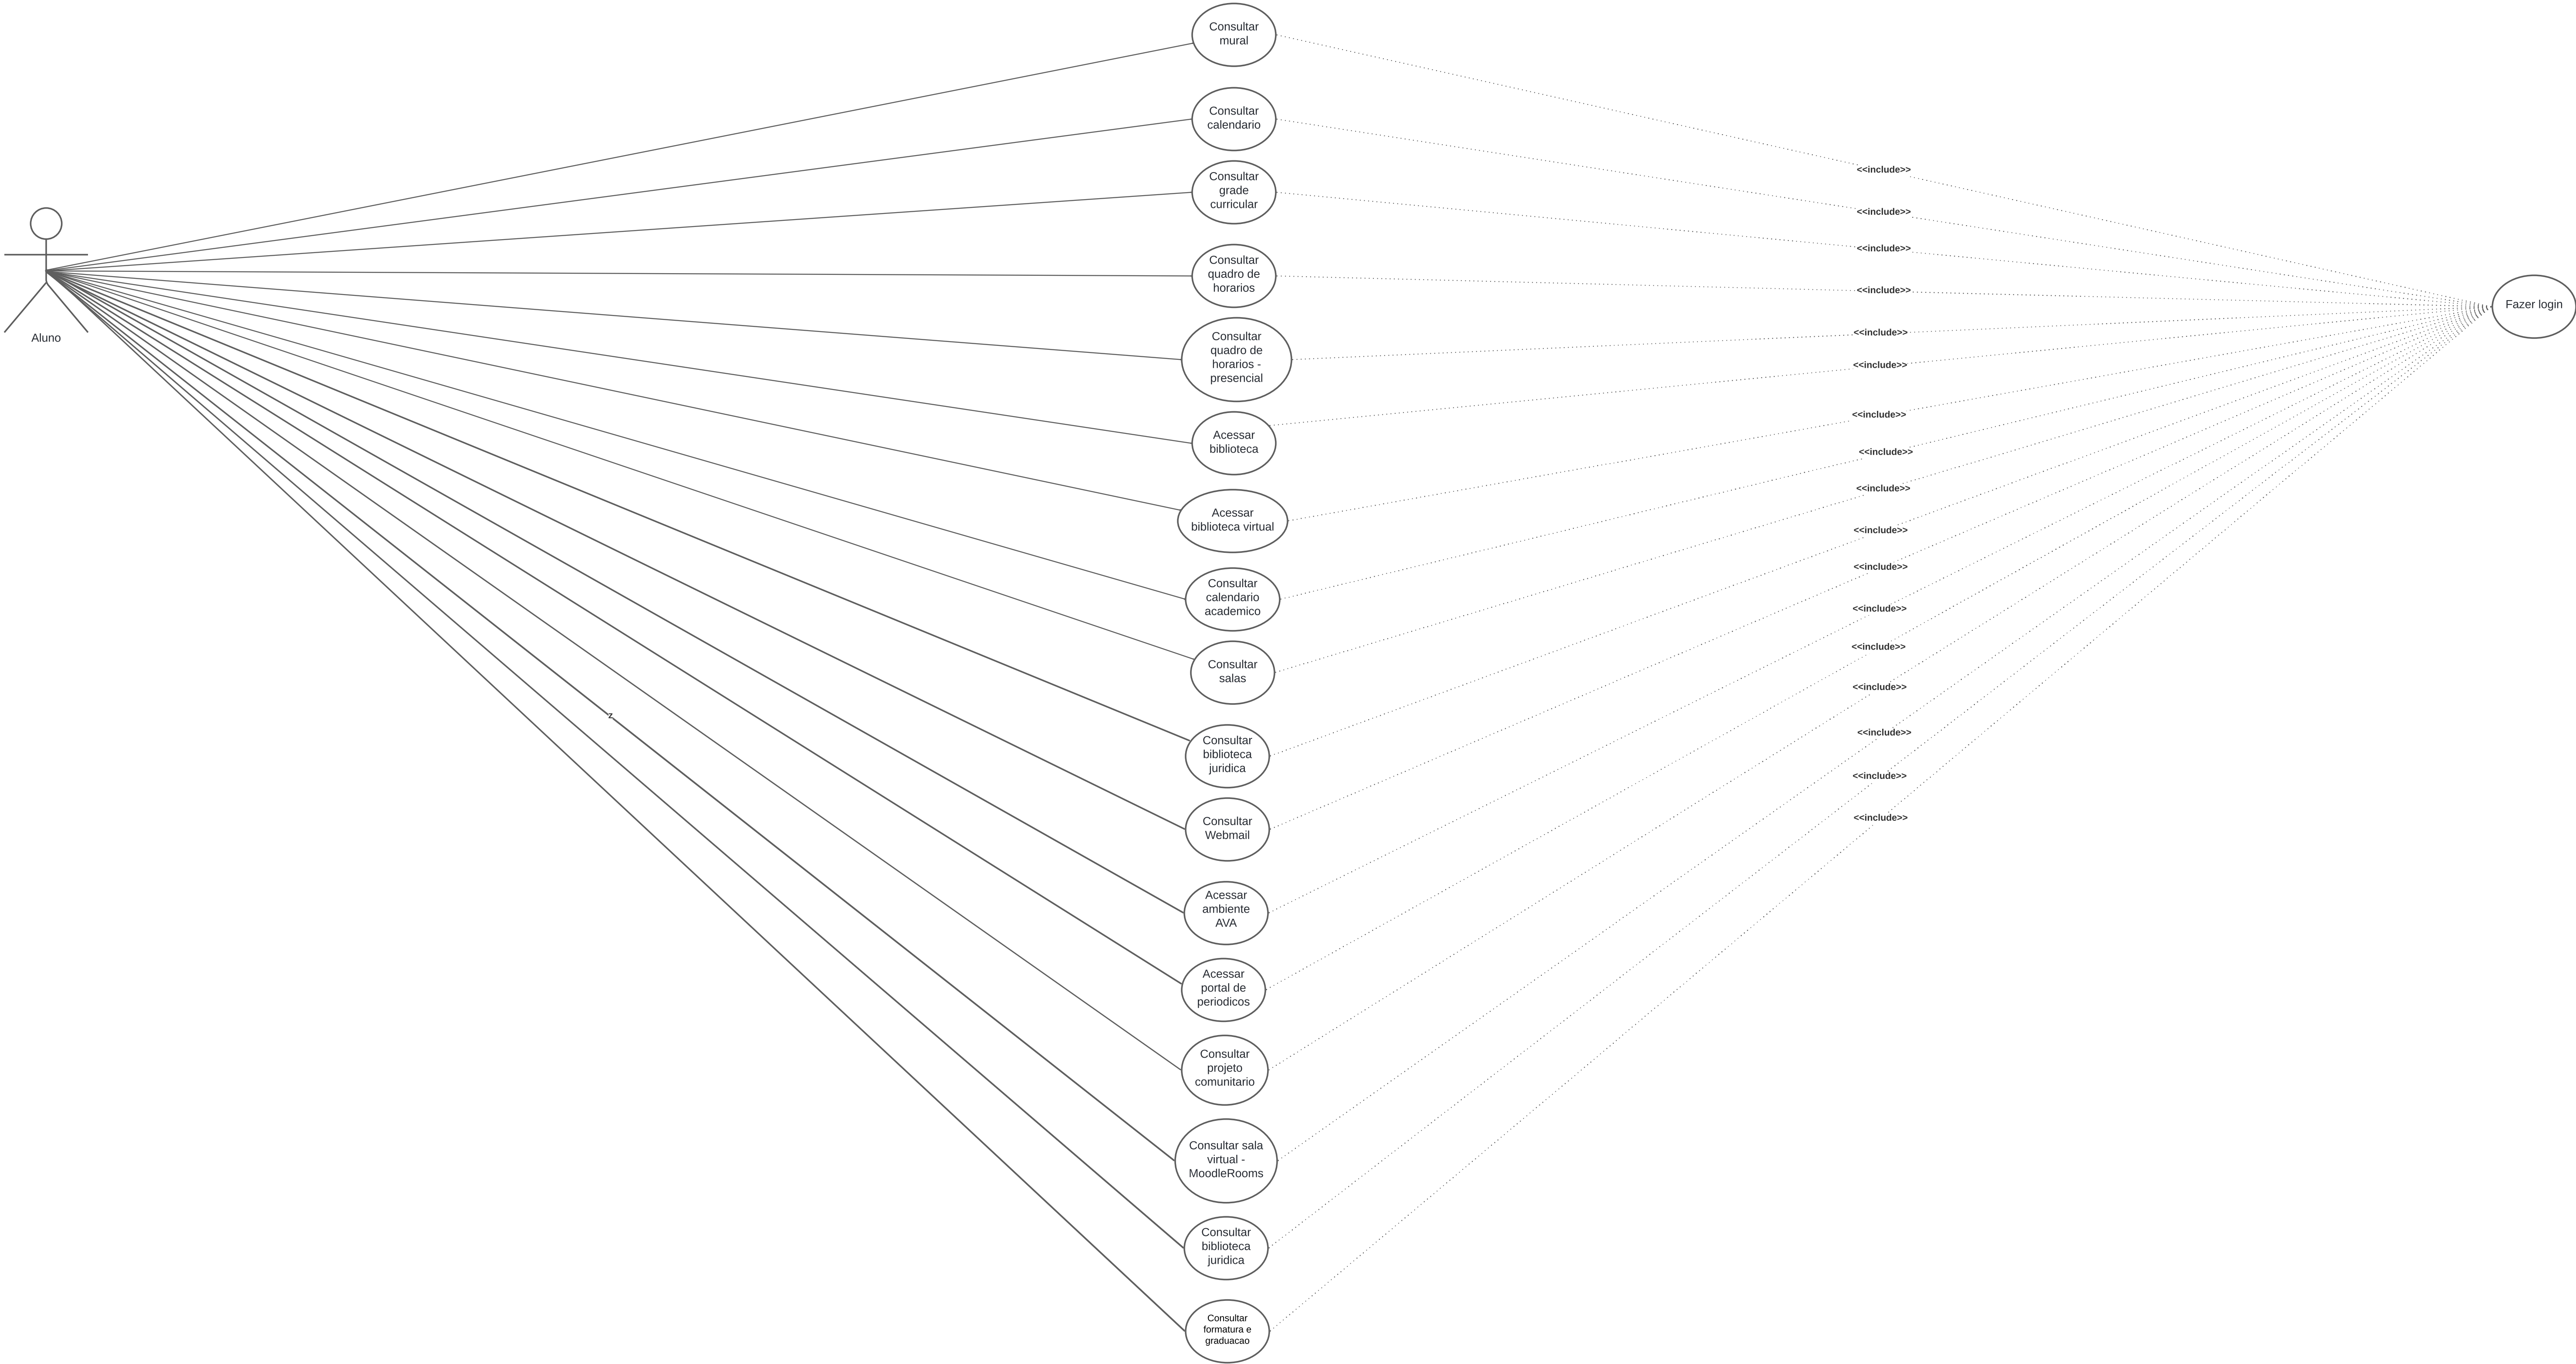 Consultar
mural
Consultar
calendario
<<include>>
Consultar
grade
curricular
<<include>>
<<include>>
Consultar
quadro de
horarios
<<include>>
Fazer login
Aluno
Consultar
quadro de
horarios -
presencial
<<include>>
<<include>>
Acessar
biblioteca
<<include>>
<<include>>
Acessar
biblioteca virtual
<<include>>
<<include>>
Consultar
calendario
academico
<<include>>
<<include>>
Consultar
salas
<<include>>
<<include>>
z
Consultar
biblioteca
juridica
<<include>>
<<include>>
Consultar
Webmail
<<include>>
Acessar
ambiente
AVA
Acessar
portal de
periodicos
Consultar
projeto
comunitario
Consultar sala
virtual -
MoodleRooms
Consultar
biblioteca
juridica
Consultar
formatura e
graduacao